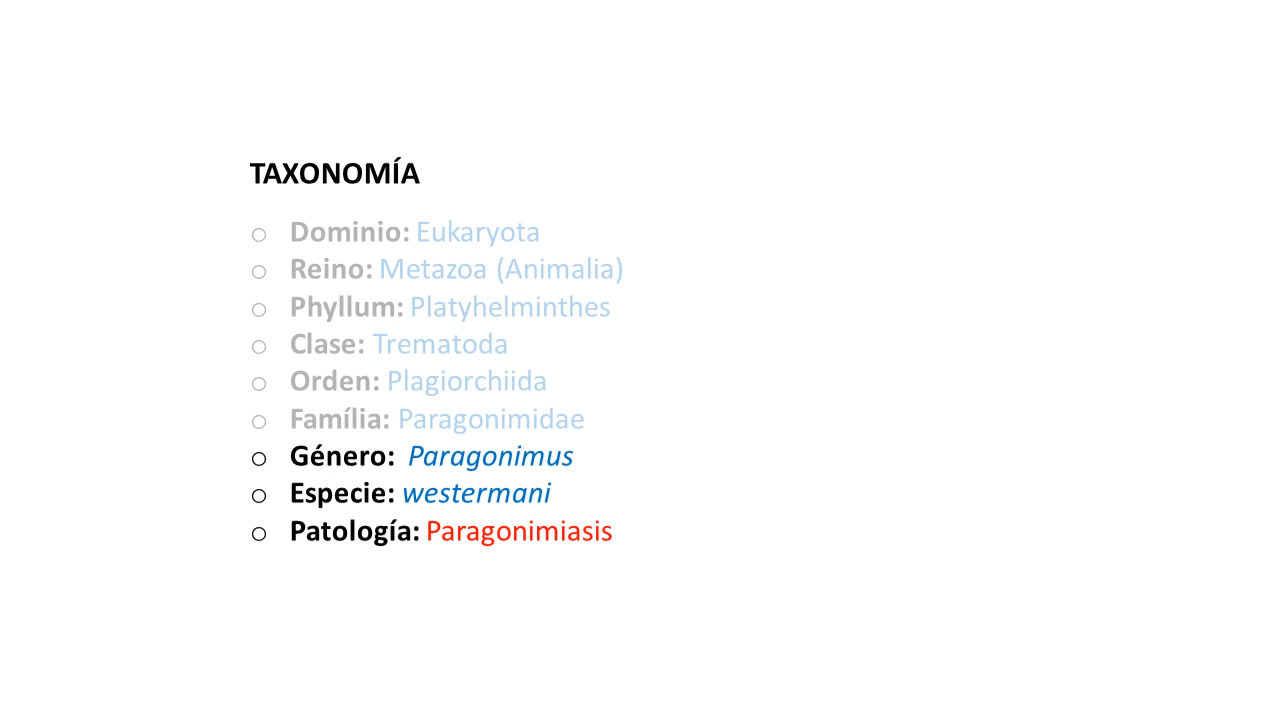 TAXONOMÍA
o Dominio: Eukaryota
o Reino: Metazoa (Animalia)
o Phyllum: Platyhelminthes
o Clase: Trematoda
o Orden: Plagiorchiida
o Família: Paragonimidae
o Género: Paragonimus
o Especie: westermani
o Patología: Paragonimiasis